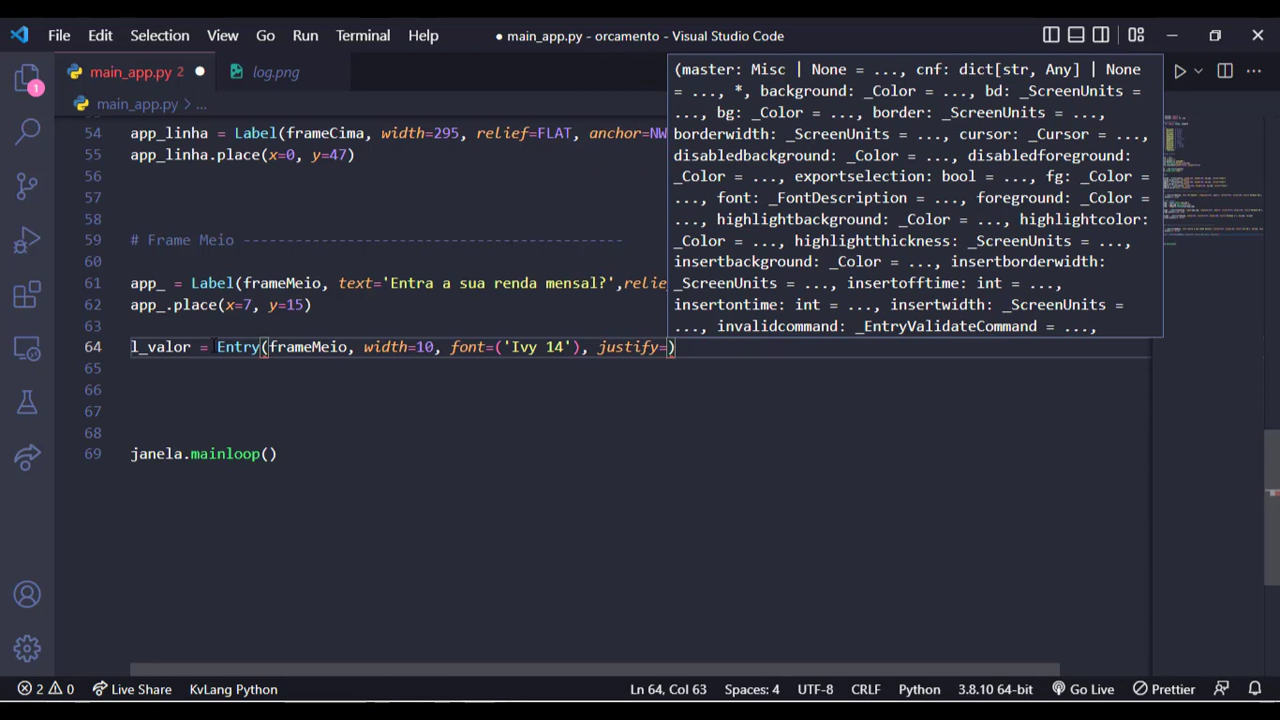 File Edit Selection View Go Run Terminal Help ● main_app.py - orcamento - Visual Studio Code
main_app.py 2 ● log.png
main_app.py > ...
1
54 app_linha = Label(frameCima, width=295, relief=FLAT, anchor=NW
55 app_linha.place(x=0, y=47)
56
57
58
59 # Frame Meio --------------------------------------------
60
61 app_ = Label(frameMeio, text='Entra a sua renda mensal?',relie
62 app_.place(x=7, y=15)
63
64 l_valor = Entry(frameMeio, width=10, font=('Ivy 14'), justify=)
65
66
67
68
69 janela.mainloop()
(master: Misc | None = ..., cnf: dict[str, Any] | None
= ..., *, background: _Color = ..., bd: _ScreenUnits =
..., bg: _Color = ..., border: _ScreenUnits = ...,
borderwidth: _ScreenUnits = ..., cursor: _Cursor = ...,
disabledbackground: _Color = ..., disabledforeground:
_Color = ..., exportselection: bool = ..., fg: _Color =
..., font: _FontDescription = ..., foreground: _Color =
..., highlightbackground: _Color = ..., highlightcolor:
_Color = ..., highlightthickness: _ScreenUnits = ...,
insertbackground: _Color = ..., insertborderwidth:
_ScreenUnits = ..., insertofftime: int = ...,
insertontime: int = ..., insertwidth: _ScreenUnits =
..., invalidcommand: _EntryValidateCommand = ...,
2 0 Live Share KvLang Python Ln 64, Col 63 Spaces: 4 UTF-8 CRLF Python 3.8.10 64-bit Go Live Prettier